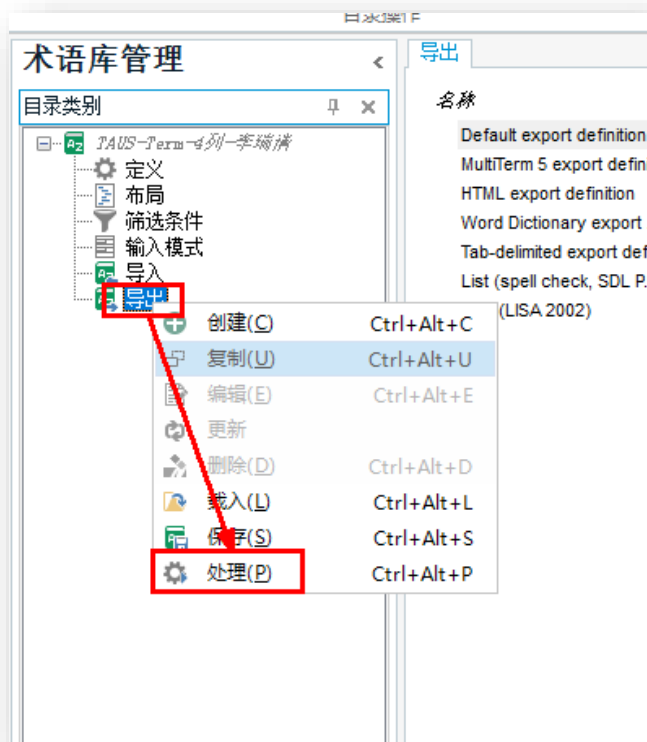 目录操作
术语库管理
导出
目录类别
名称
TAUS-Term-4列-李瑞清
定义
布局
筛选条件
输入模式
导入
导出
Default export definition
MultiTerm 5 export defin
HTML export definition
Word Dictionary export
Tab-delimited export def
List (spell check, SDL P.
(LISA 2002)
创建(C) Ctrl+Alt+C
复制(U) Ctrl+Alt+U
编辑(E) Ctrl+Alt+E
更新
删除(D) Ctrl+Alt+D
载入(L) Ctrl+Alt+L
保存(S) Ctrl+Alt+S
处理(P) Ctrl+Alt+P